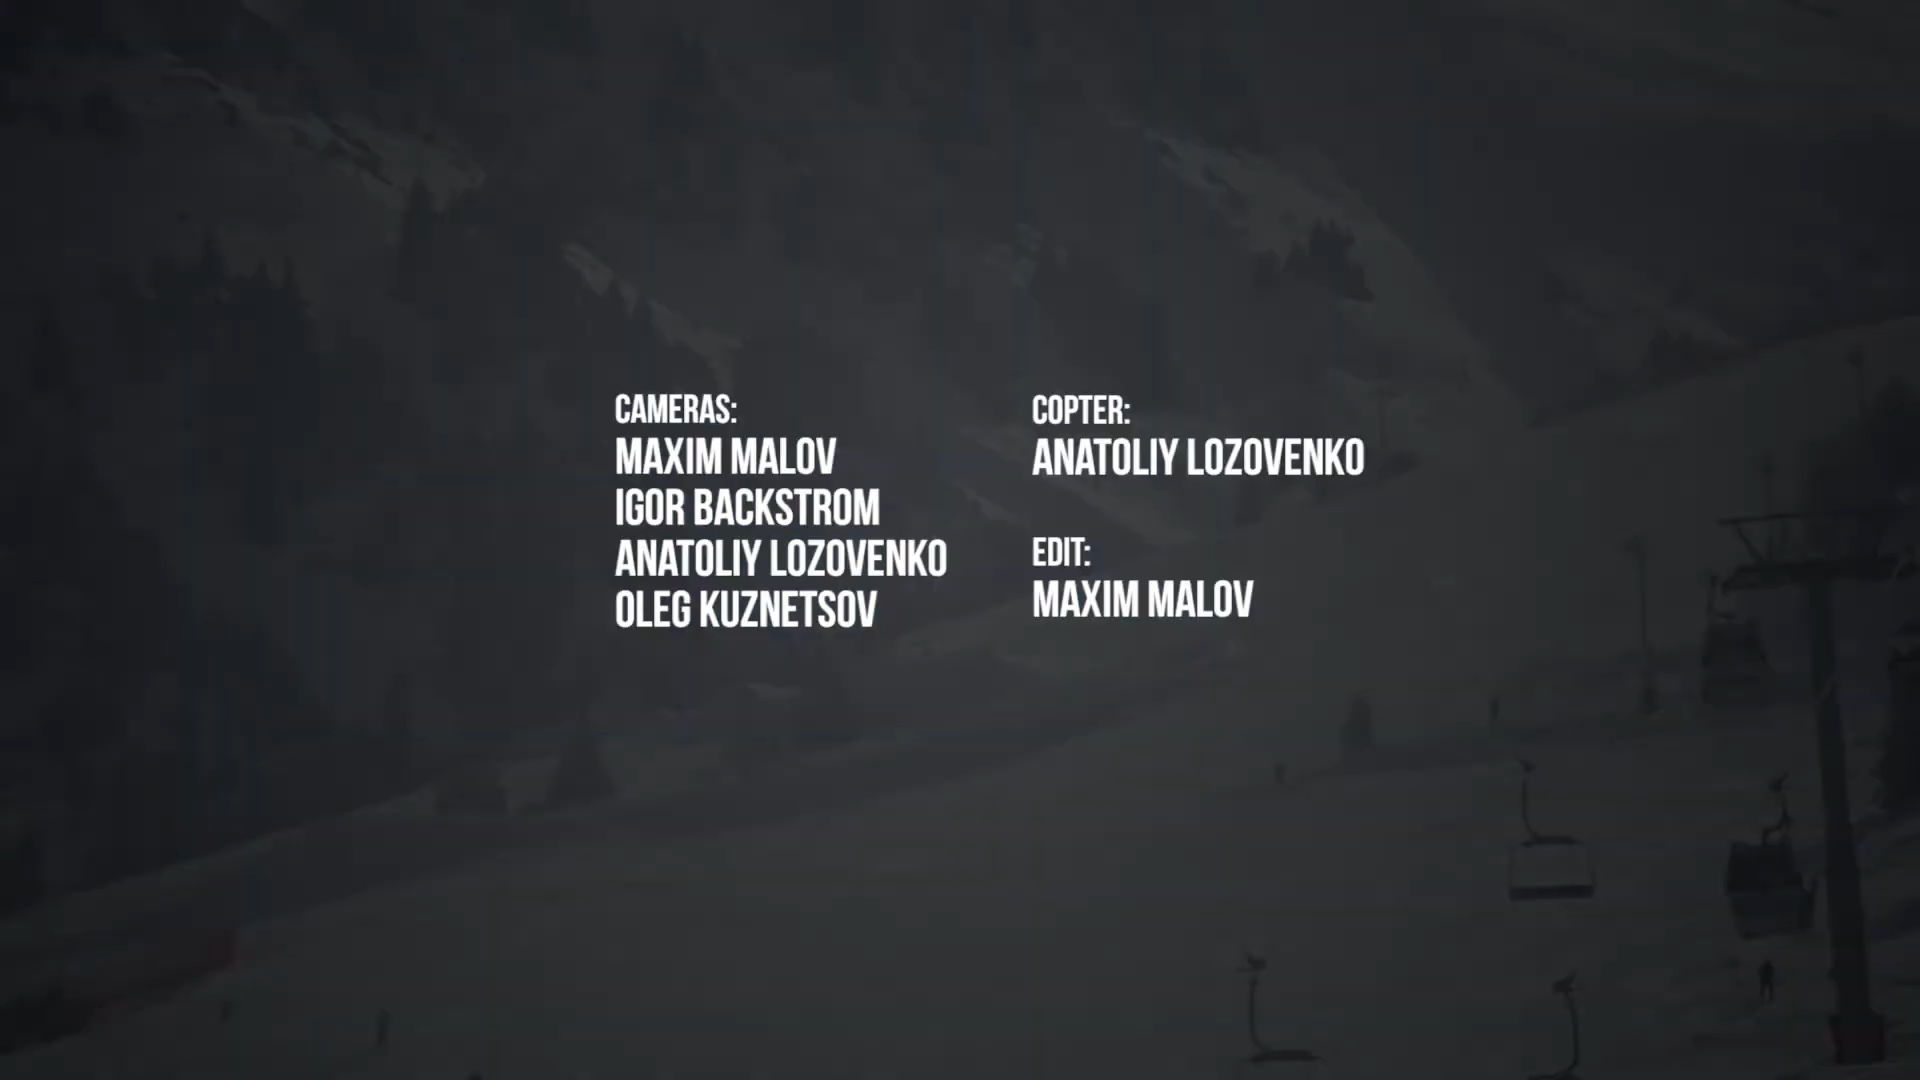 CAMERAS:
MAXIM MALOV
IGOR BACKSTROM
ANATOLIY LOZOVENKO
OLEG KUZNETSOV
COPTER:
ANATOLIY LOZOVENKO
EDIT:
MAXIM MALOV